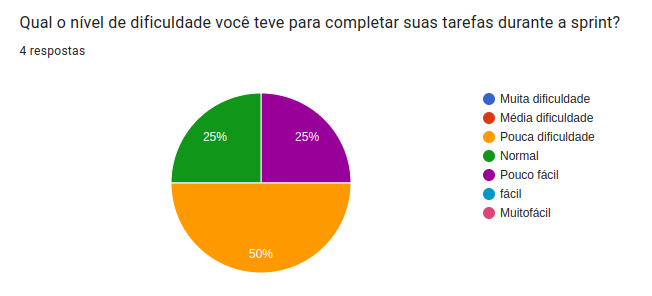 Qual o nível de dificuldade você teve para completar suas tarefas durante a sprint?
4 respostas
25%
25%
50%
Muita dificuldade
Média dificuldade
Pouca dificuldade
Normal
Pouco fácil
fácil
Muitofácil